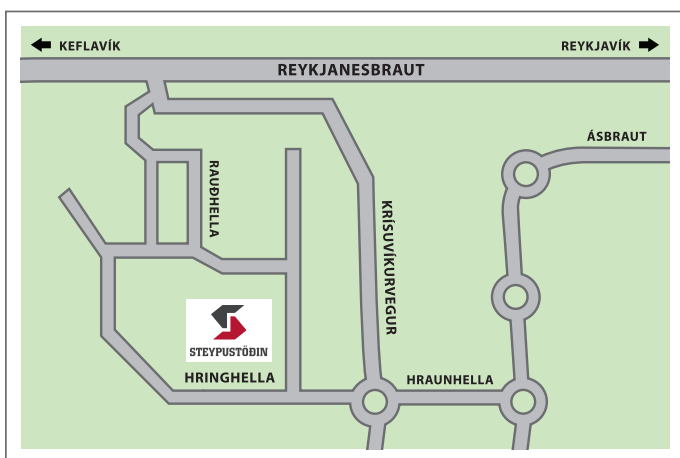 KEFLAVÍK
REYKJAVÍK
REYKJANESBRAUT
ÁSBRAUT
RAUÐHELLA
KRÍSUVÍKURVEGUR
STEYPUSTÖÐIN
HRINGHELLA
HRAUNHELLA